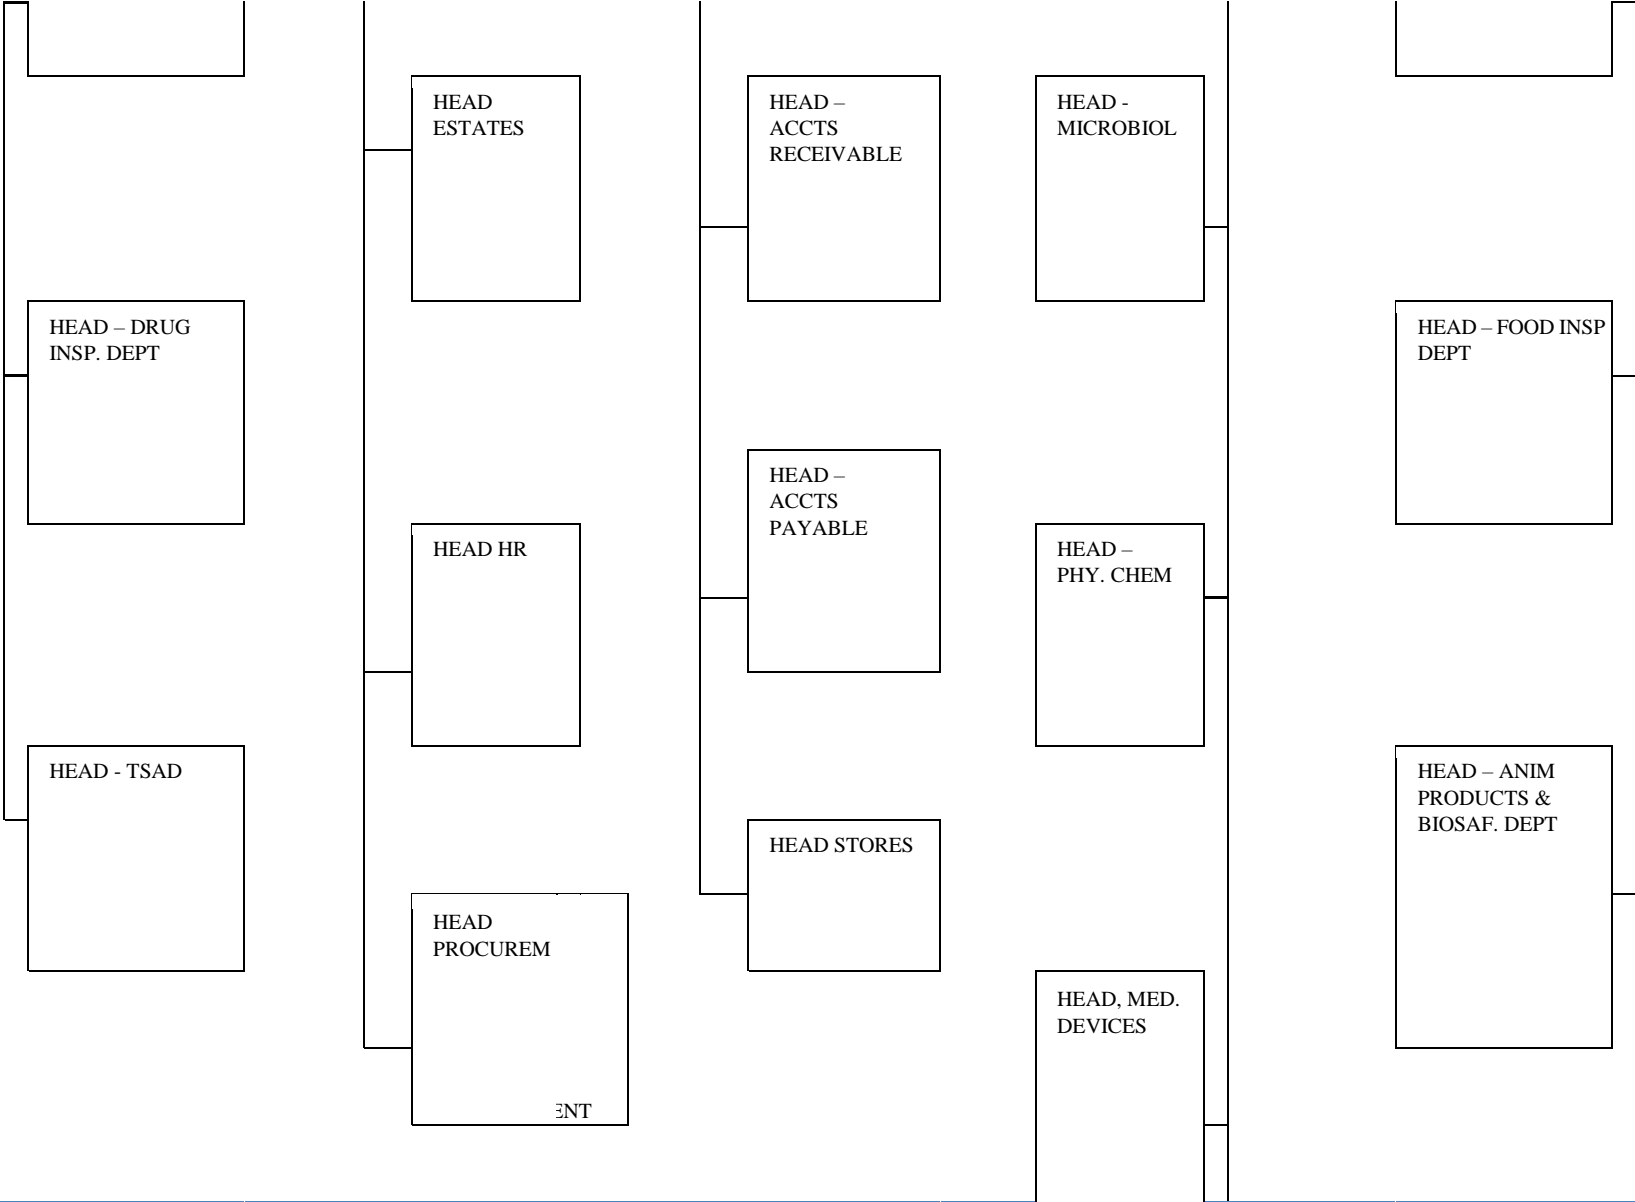 HEAD
ESTATES
HEAD –
ACCTS
RECEIVABLE
HEAD -
MICROBIOL
HEAD – DRUG
INSP. DEPT
HEAD – FOOD INSP
DEPT
HEAD –
ACCTS
PAYABLE
HEAD HR
HEAD –
PHY. CHEM
HEAD - TSAD
HEAD – ANIM
PRODUCTS &
BIOSAF. DEPT
HEAD STORES
HEAD
PROCUREM
ENT
HEAD, MED.
DEVICES